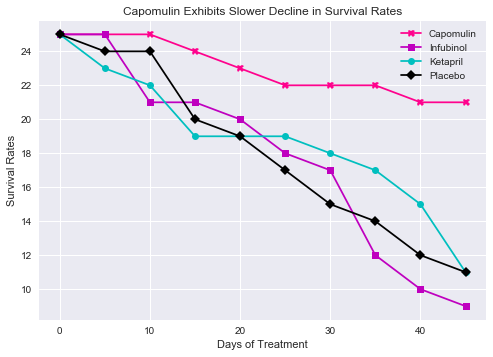 Capomulin Exhibits Slower Decline in Survival Rates
Capomulin
Infubinol
Ketapril
Placebo
Survival Rates
24
22
20
18
16
14
12
10
0
10
20
30
40
Days of Treatment